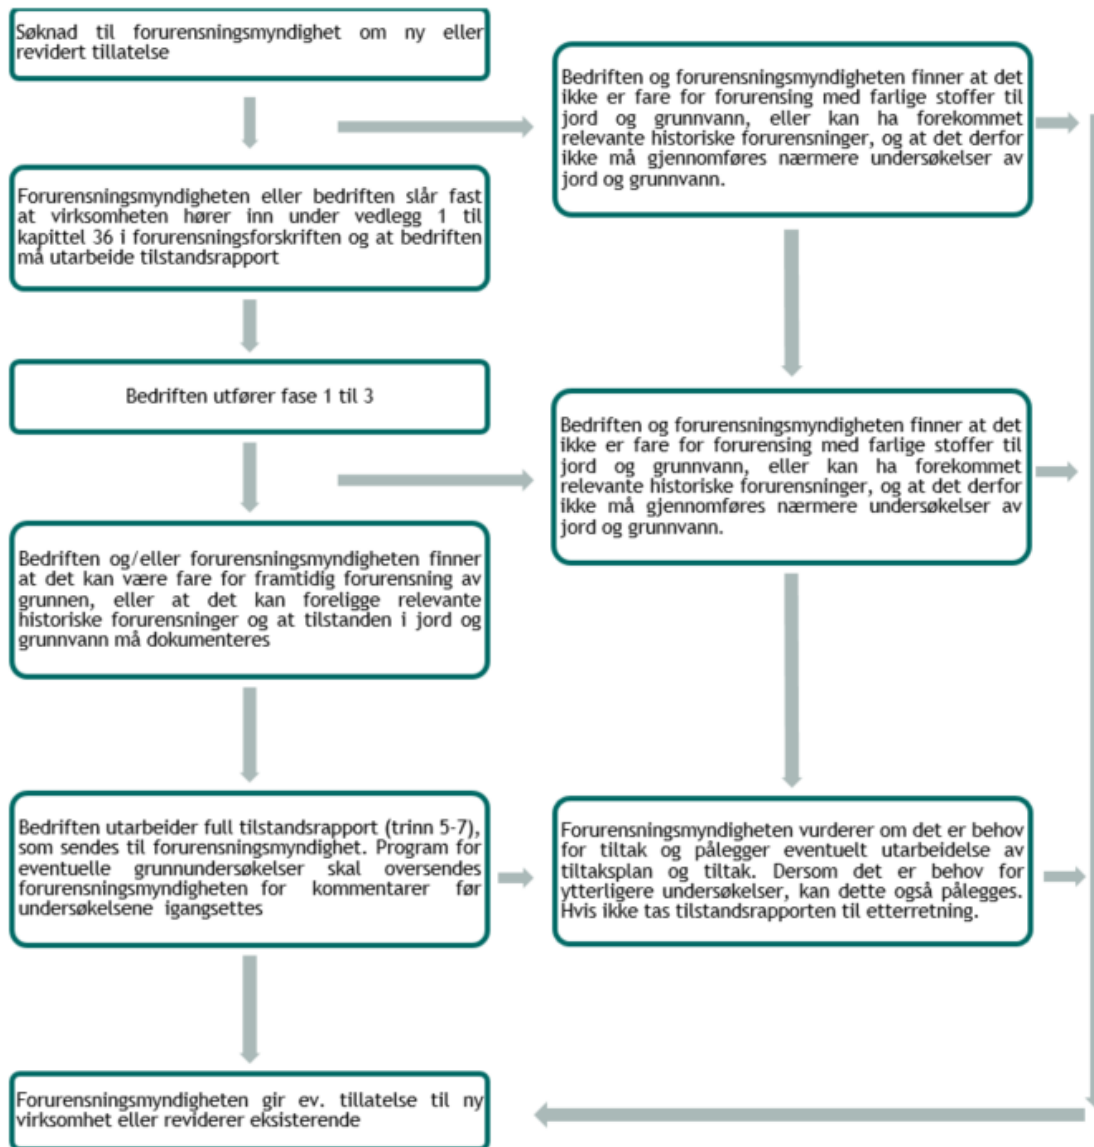 Søknad til forurensningsmyndighet om ny eller
revidert tillatelse
Forurensningsmyndigheten eller bedriften slår fast
at virksomheten hører inn under vedlegg 1 til
kapittel 36 i forurensningsforskriften og at bedriften
må utarbeide tilstandsrapport
Bedriften utfører fase 1 til 3
Bedriften og/eller forurensningsmyndigheten finner
at det kan være fare for framtidig forurensning av
grunnen, eller at det kan foreligge relevante
historiske forurensninger og at tilstanden i jord og
grunnvann må dokumenteres
Bedriften utarbeider full tilstandsrapport (trinn 5-7),
som sendes til forurensningsmyndighet. Program for
eventuelle grunnundersøkelser skal oversendes
forurensningsmyndigheten for kommentarer før
undersøkelsene igangsettes
Forurensningsmyndigheten gir ev. tillatelse til ny
virksomhet eller reviderer eksisterende
Bedriften og forurensningsmyndigheten finner at det
ikke er fare for forurensing med farlige stoffer til
jord og grunnvann, eller kan ha forekommet
relevante historiske forurensninger, og at det derfor
ikke må gjennomføres nærmere undersøkelser av
jord og grunnvann.
Bedriften og forurensningsmyndigheten finner at det
ikke er fare for forurensing med farlige stoffer til
jord og grunnvann, eller kan ha forekommet
relevante historiske forurensninger, og at det derfor
ikke må gjennomføres nærmere undersøkelser av
jord og grunnvann.
Forurensningsmyndigheten vurderer om det er behov
for tiltak og pålegger eventuelt utarbeidelse av
tiltaksplan og tiltak. Dersom det er behov for
ytterligere undersøkelser, kan dette også pålegges.
Hvis ikke tas tilstandsrapporten til etterretning.